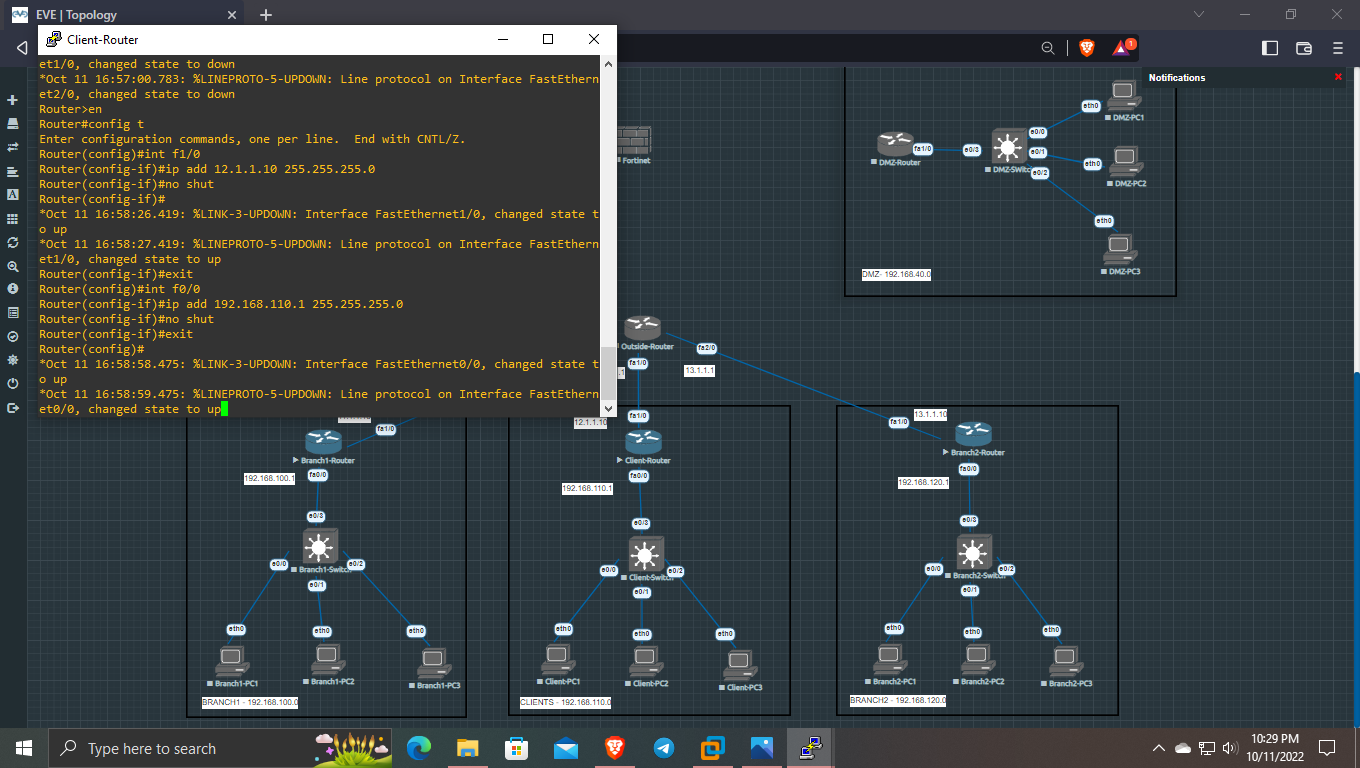 EVE | Topology
Client-Router
et1/0, changed state to down
*Oct 11 16:57:00.783: %LINEPROTO-5-UPDOWN: Line protocol on Interface FastEthern
et2/0, changed state to down
Router>en
Router#config t
Enter configuration commands, one per line.  End with CNTL/Z.
Router(config)#int f1/0
Router(config-if)#ip add 12.1.1.10 255.255.255.0
Router(config-if)#no shut
Router(config-if)#
*Oct 11 16:58:26.419: %LINK-3-UPDOWN: Interface FastEthernet1/0, changed state t
o up
*Oct 11 16:58:27.419: %LINEPROTO-5-UPDOWN: Line protocol on Interface FastEthern
et1/0, changed state to up
Router(config-if)#exit
Router(config)#int f0/0
Router(config-if)#ip add 192.168.110.1 255.255.255.0
Router(config-if)#no shut
Router(config-if)#exit
Router(config)#
*Oct 11 16:58:58.475: %LINK-3-UPDOWN: Interface FastEthernet0/0, changed state t
o up
*Oct 11 16:58:59.475: %LINEPROTO-5-UPDOWN: Line protocol on Interface FastEthern
et0/0, changed state to up
1
Notifications
Fortinet
DMZ-Router
fa1/0
e0/3
DMZ-Switch
e0/0
e0/1
e0/2
eth0
DMZ-PC1
eth0
DMZ-PC2
eth0
DMZ-PC3
DMZ- 192.168.40.0
Outside-Router
fa1/0
fa2/0
.1
13.1.1.1
fa1/0
Branch1-Router
fa0/0
192.168.100.1
e0/3
Branch1-Switch
e0/0
e0/1
e0/2
eth0
eth0
eth0
Branch1-PC1
Branch1-PC2
Branch1-PC3
BRANCH1 - 192.168.100.0
fa1/0
12.1.1.10
Client-Router
fa0/0
192.168.110.1
e0/3
Client-Switch
e0/0
e0/1
e0/2
eth0
eth0
eth0
Client-PC1
Client-PC2
Client-PC3
CLIENTS - 192.168.110.0
13.1.1.10
fa1/0
Branch2-Router
fa0/0
192.168.120.1
e0/3
Branch2-Switch
e0/0
e0/1
e0/2
eth0
eth0
eth0
Branch2-PC1
Branch2-PC2
Branch2-PC3
BRANCH2 - 192.168.120.0
Type here to search
10:29 PM
10/11/2022